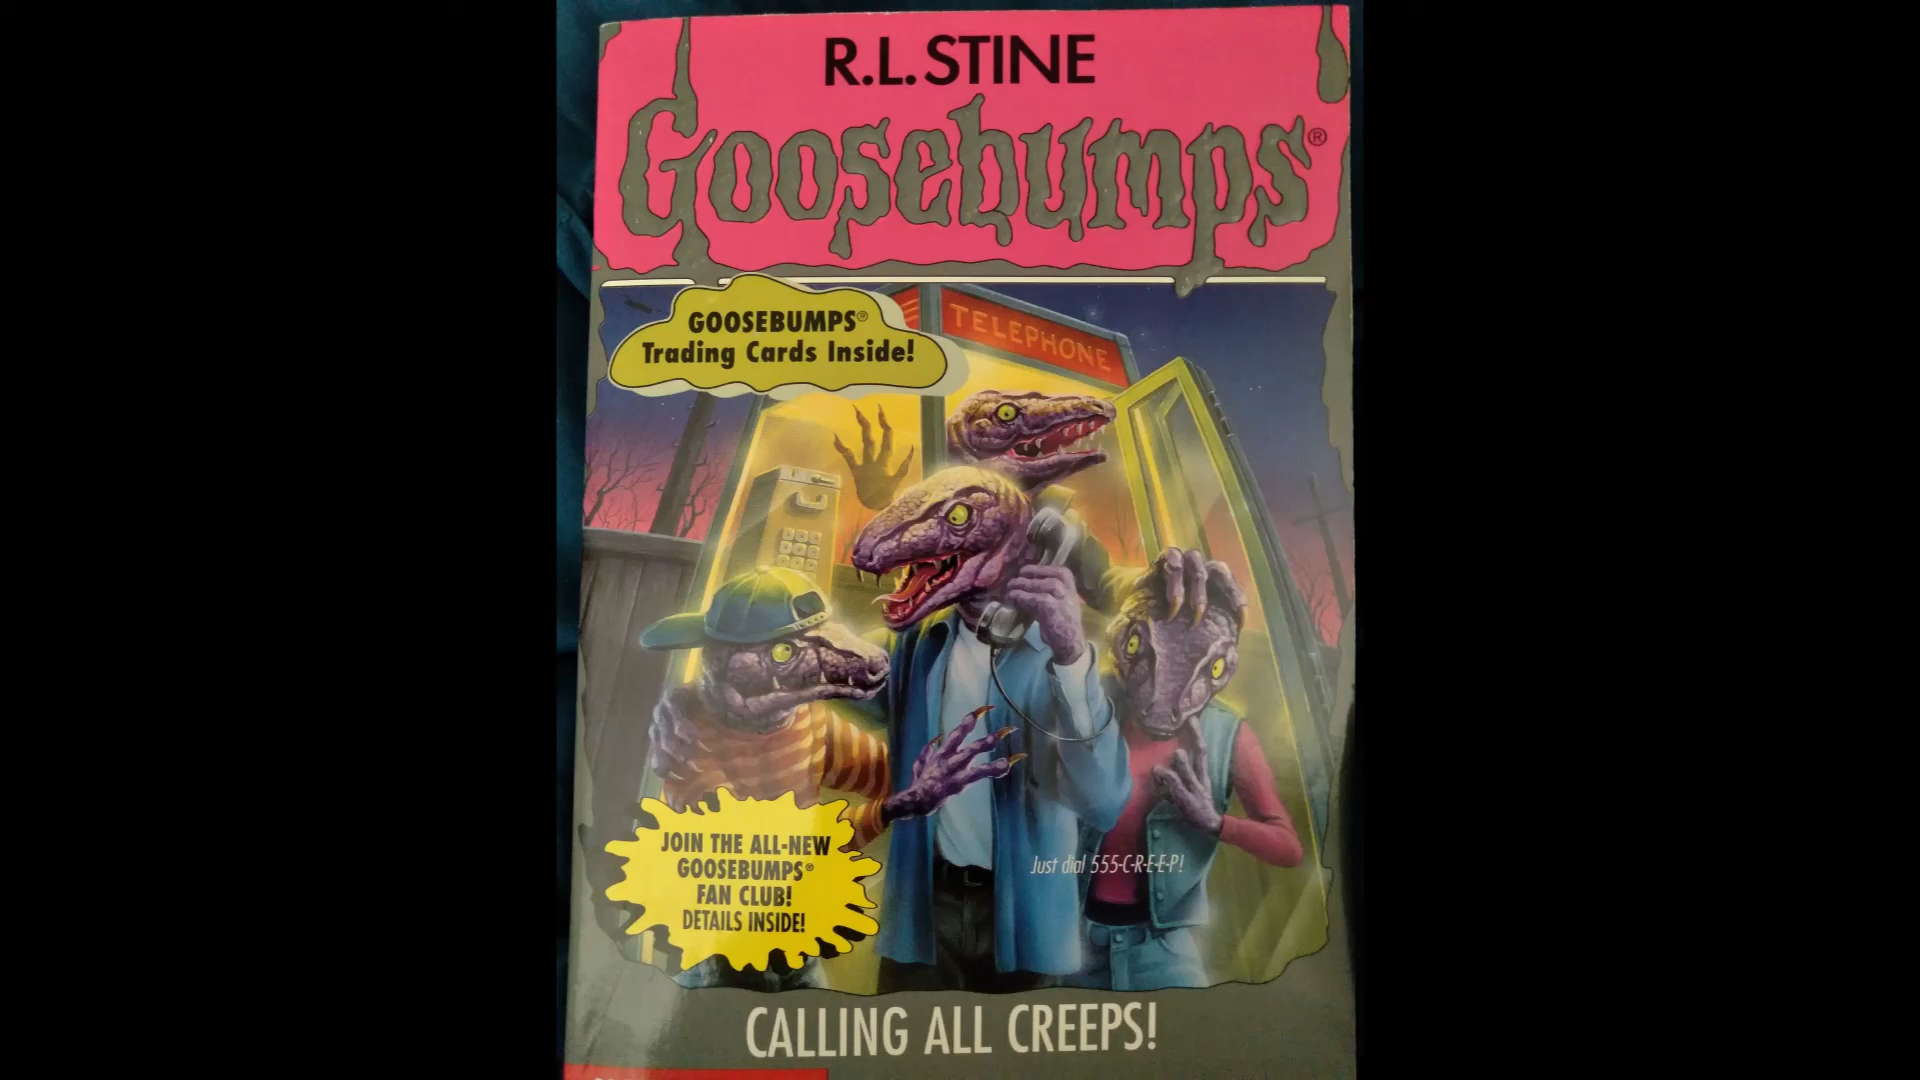 R.L. STINE
Goosebumps®
GOOSEBUMPS®
Trading Cards Inside!
TELEPHONE
JOIN THE ALL-NEW
GOOSEBUMPS®
FAN CLUB!
DETAILS INSIDE!
Just dial 555-C-R-E-E-P!
CALLING ALL CREEPS!